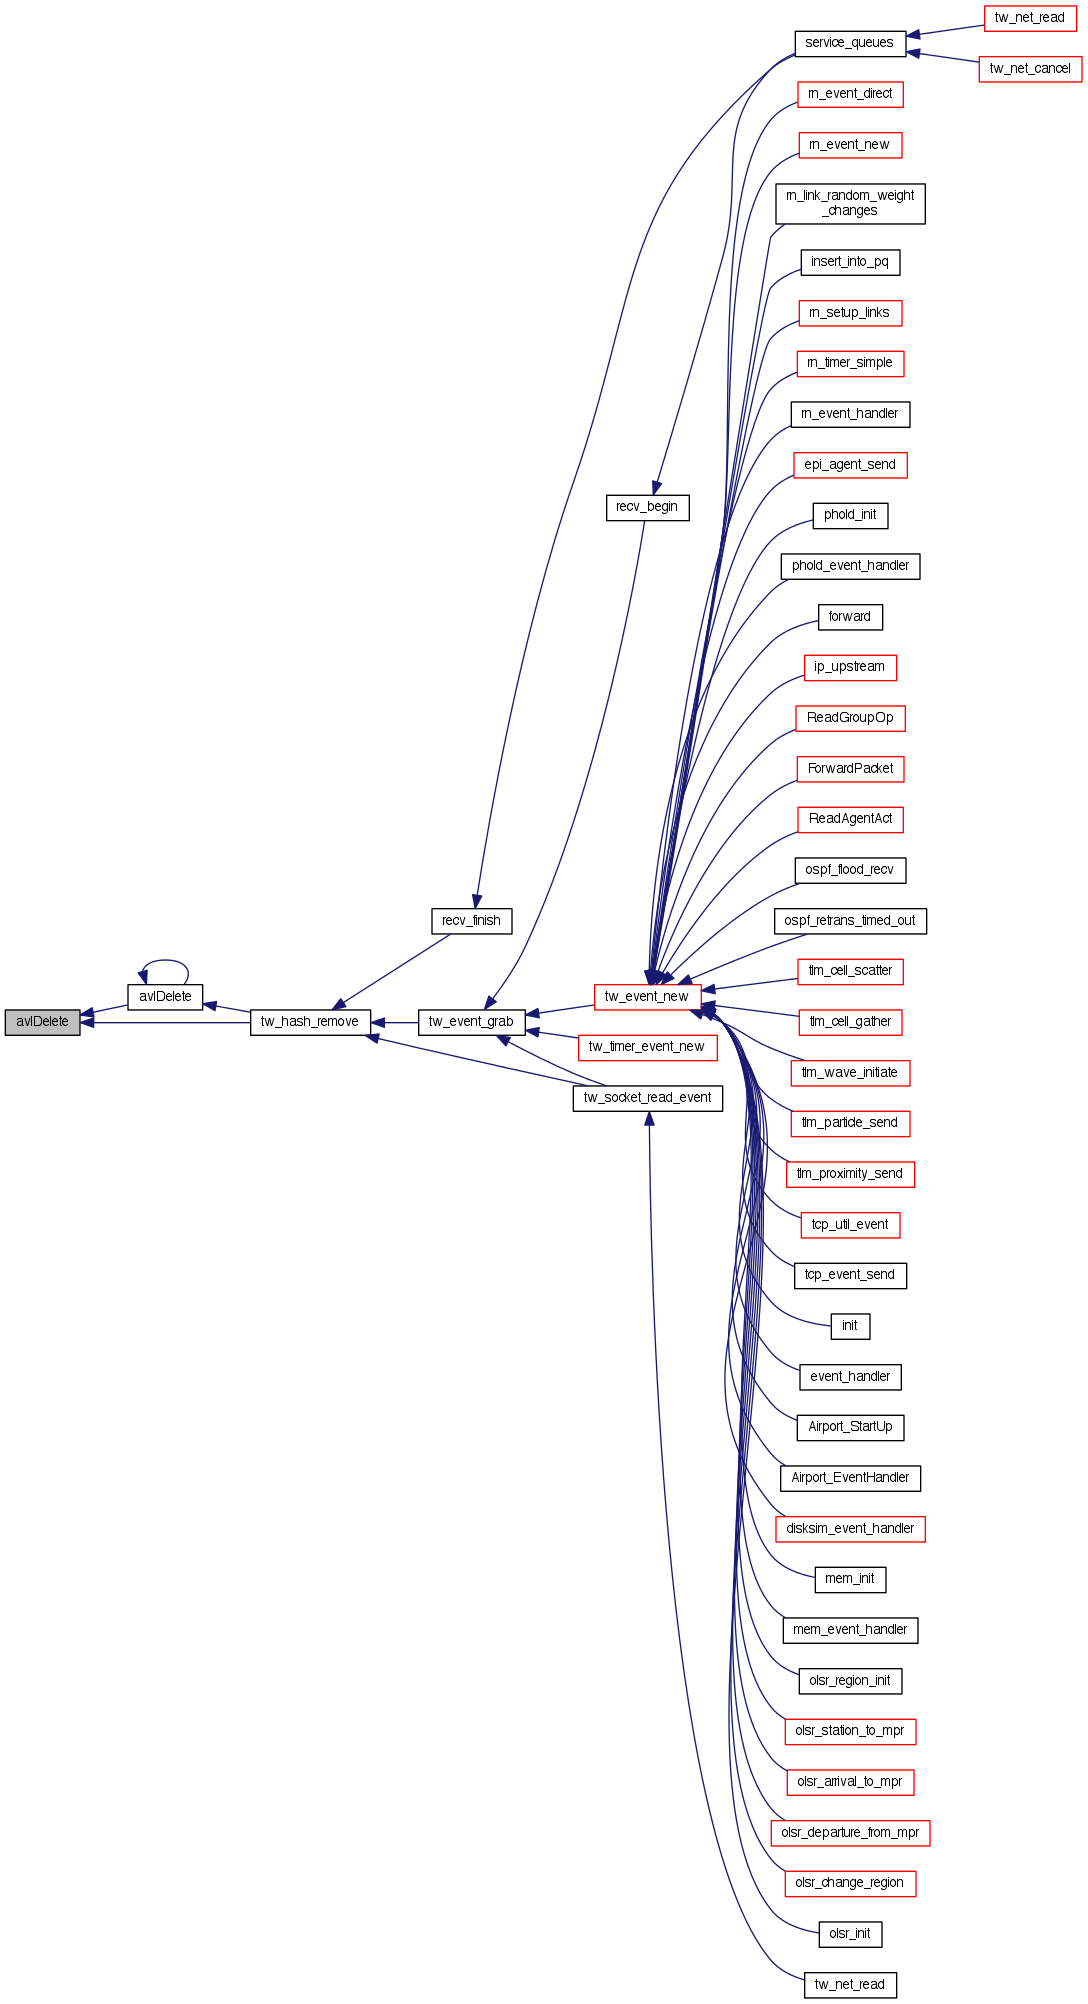 tw_net_read
service_queues
tw_net_cancel
rn_event_direct
rn_event_new
rn_link_random_weight
_changes
insert_into_pq
rn_setup_links
rn_timer_simple
rn_event_handler
epi_agent_send
recv_begin
phold_init
phold_event_handler
forward
ip_upstream
ReadGroupOp
ForwardPacket
ReadAgentAct
ospf_flood_recv
recv_finish
ospf_retrans_timed_out
tlm_cell_scatter
avlDelete
avlDelete
tw_hash_remove
tw_event_grab
tw_event_new
tlm_cell_gather
tw_timer_event_new
tlm_wave_initiate
tw_socket_read_event
tlm_particle_send
tlm_proximity_send
tcp_util_event
tcp_event_send
init
event_handler
Airport_StartUp
Airport_EventHandler
disksim_event_handler
mem_init
mem_event_handler
olsr_region_init
olsr_station_to_mpr
olsr_arrival_to_mpr
olsr_departure_from_mpr
olsr_change_region
olsr_init
tw_net_read